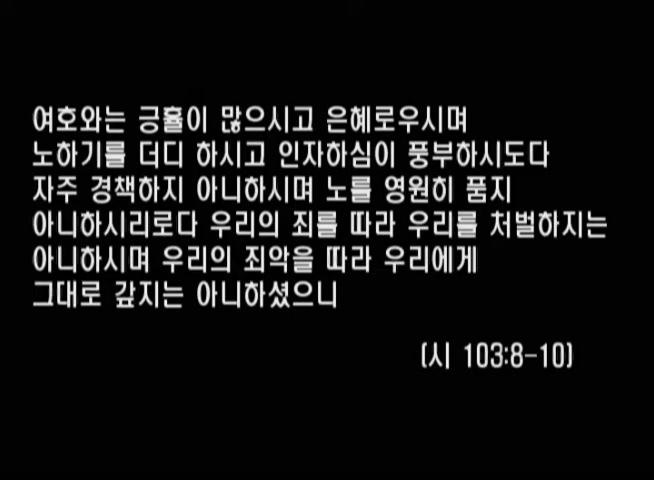 여호와는 긍휼이 많으시고 은혜로우시며
노하기를 더디 하시고 인자하심이 풍부하시도다
자주 경책하지 아니하시며 노를 영원히 품지
아니하시리로다 우리의 죄를 따라 우리를 처벌하지는
아니하시며 우리의 죄악을 따라 우리에게
그대로 갚지는 아니하셨으니
(시 103:8-10)